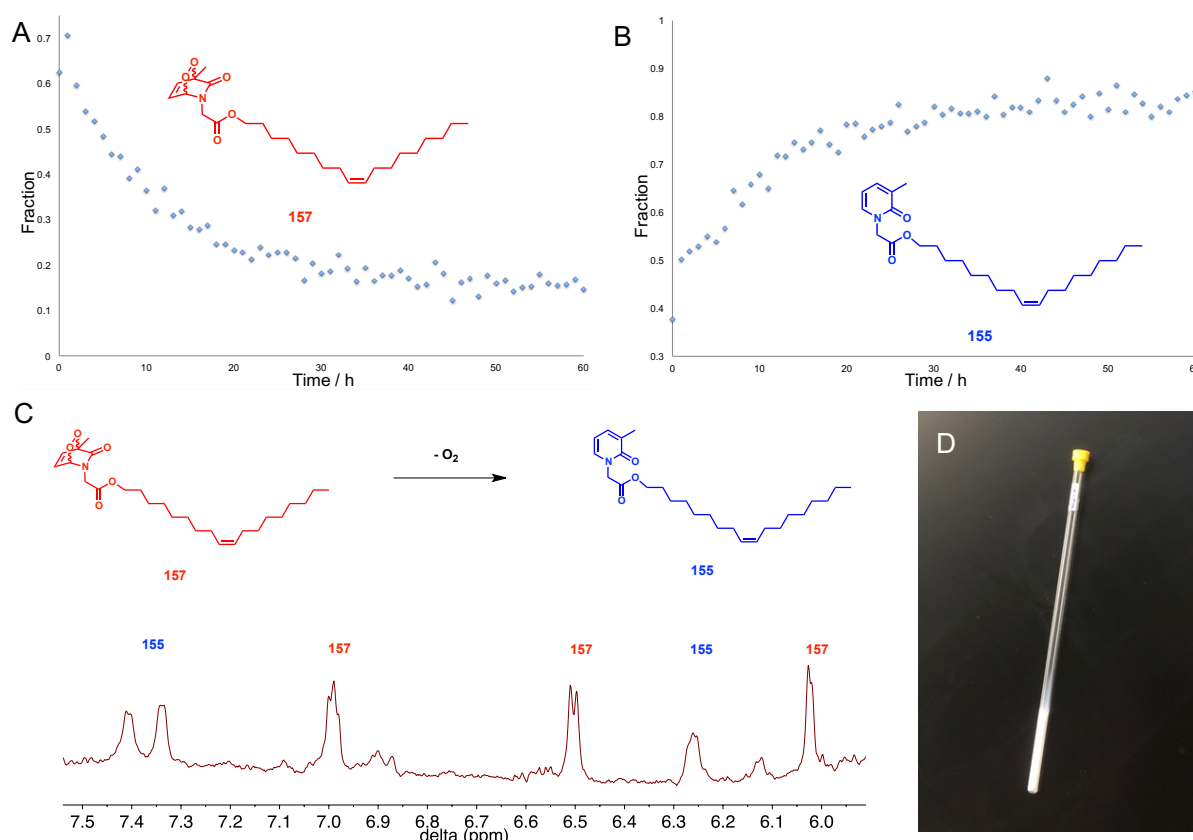 A
0.7
0.6
0.5
0.4
0.3
0.2
0.1
0
0 10 20 30 40 50 60
Fraction
Time / h
O
O
O
N
O
O
157
B
1
0.9
0.8
0.7
0.6
0.5
0.4
0.3
0 10 20 30 40 50 60
Fraction
Time / h
N
O
O
O
155
C
O
O
O
N
O
O
157
- O2
N
O
O
O
155
155 157 157 155 157
7.5 7.4 7.3 7.2 7.1 7.0 6.9 6.8 6.7 6.6 6.5 6.4 6.3 6.2 6.1 6.0
delta (ppm)
D